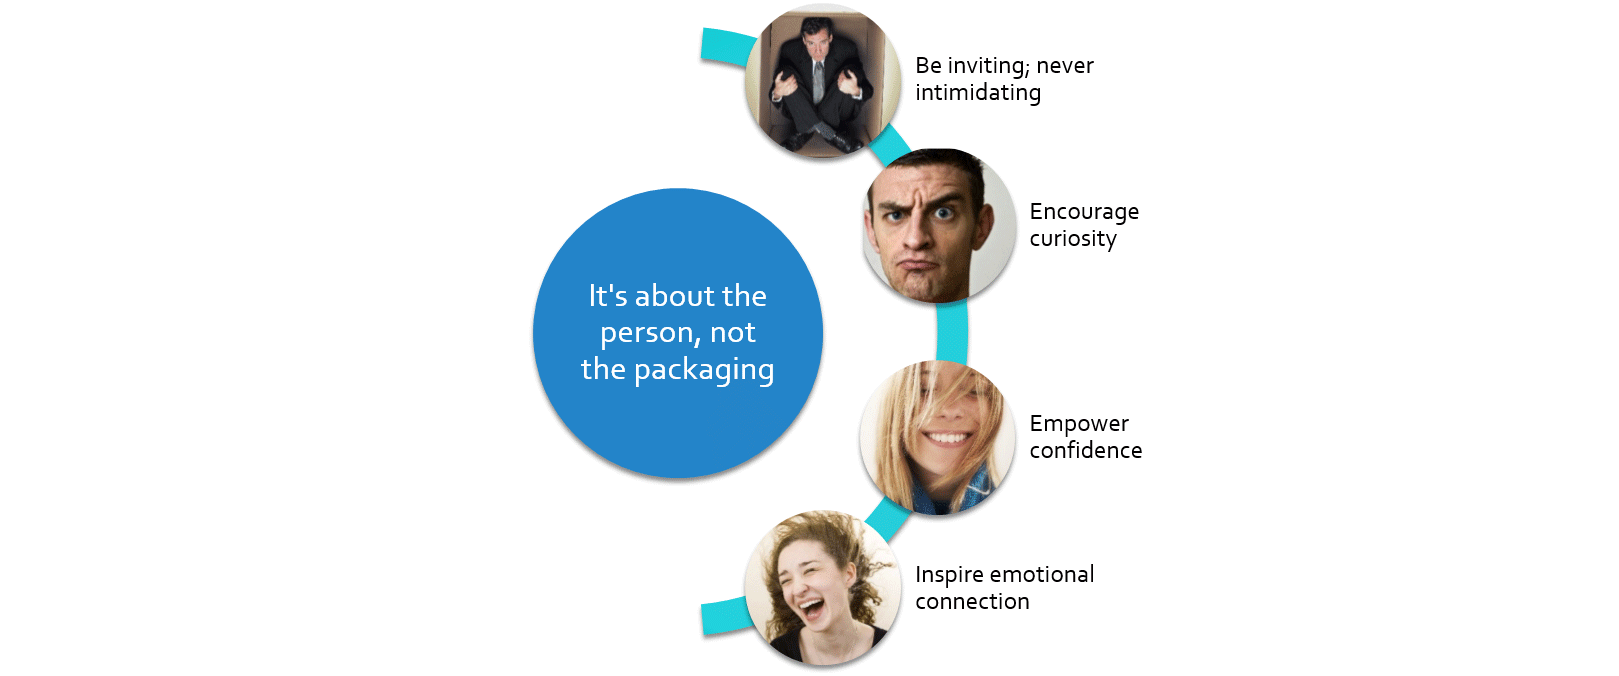 Be inviting; never
intimidating
Encourage
curiosity
It's about the
person, not
the packaging
Empower
confidence
Inspire emotional
connection